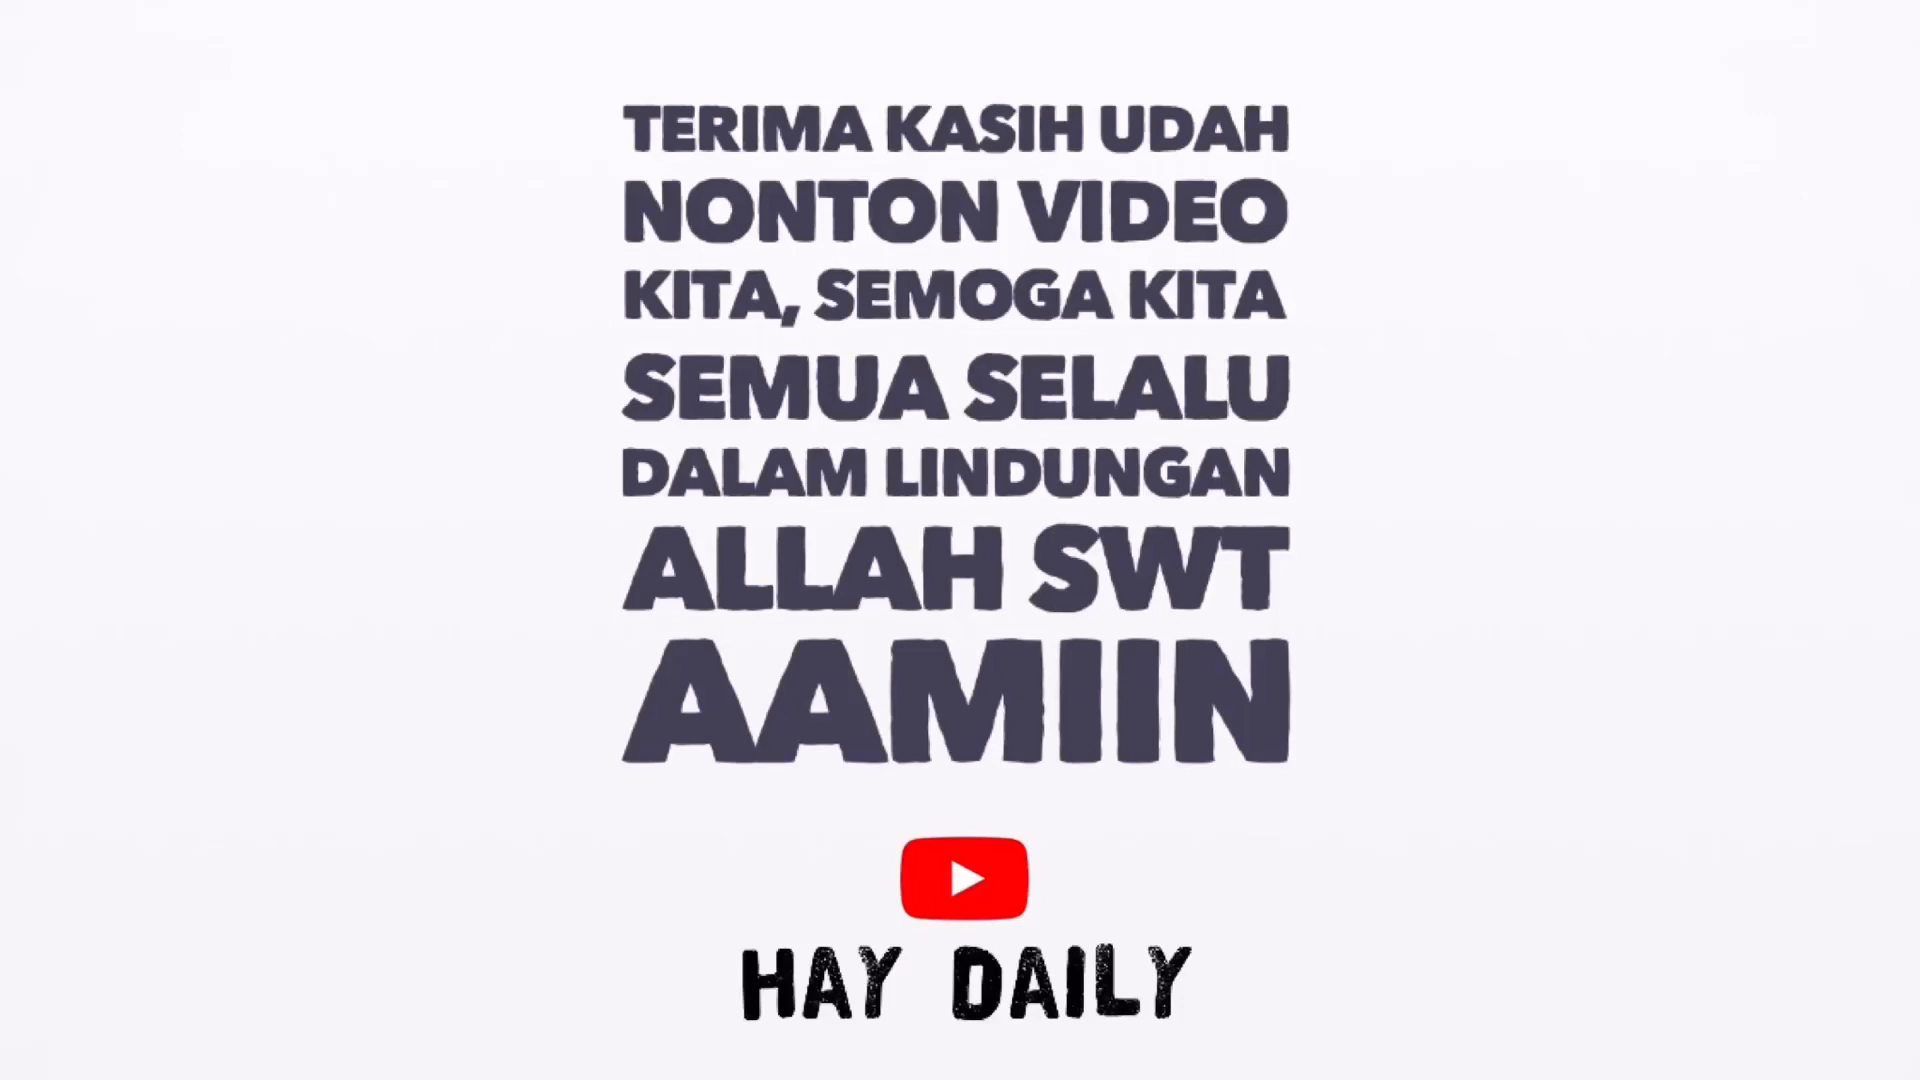 TERIMA KASIH UDAH
NONTON VIDEO
KITA, SEMOGA KITA
SEMUA SELALU
DALAM LINDUNGAN
ALLAH SWT
AAMIIN
HAY DAILY